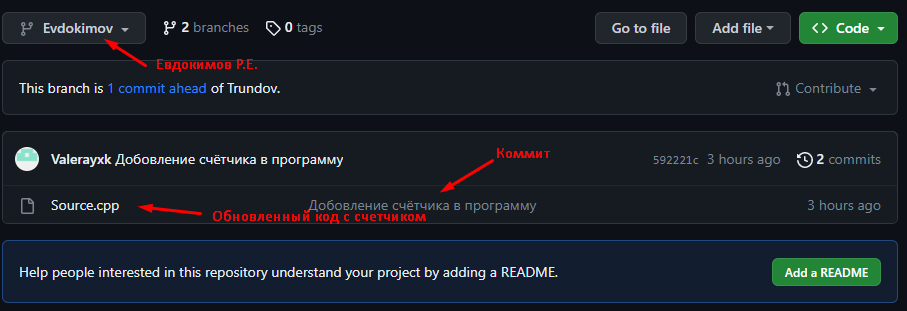 Evdokimov 2 branches 0 tags Go to file Add file Code
Евдокимов Р.Е.
This branch is 1 commit ahead of Trundov. Contribute
Valerayxk Добовление счётчика в программу 592221c 3 hours ago 2 commits
Коммит
Source.cpp Добовление счётчика в программу 3 hours ago
Обновленный код с счетчиком
Help people interested in this repository understand your project by adding a README. Add a README